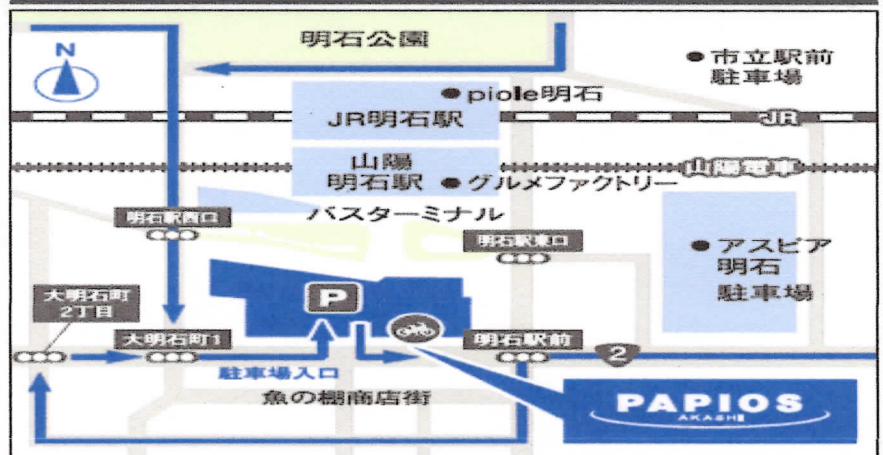 N
明石公園
市立駅前
駐車場
piole明石
JR明石駅
JR
山陽
明石駅
グルメファクトリー
山陽電車
バスターミナル
明石駅西口
明石駅東口
アスピア
明石
駐車場
大明石町
2丁目
P
大明石町1
明石駅前
2
駐車場入口
魚の棚商店街
PAPIOS
AKASHI